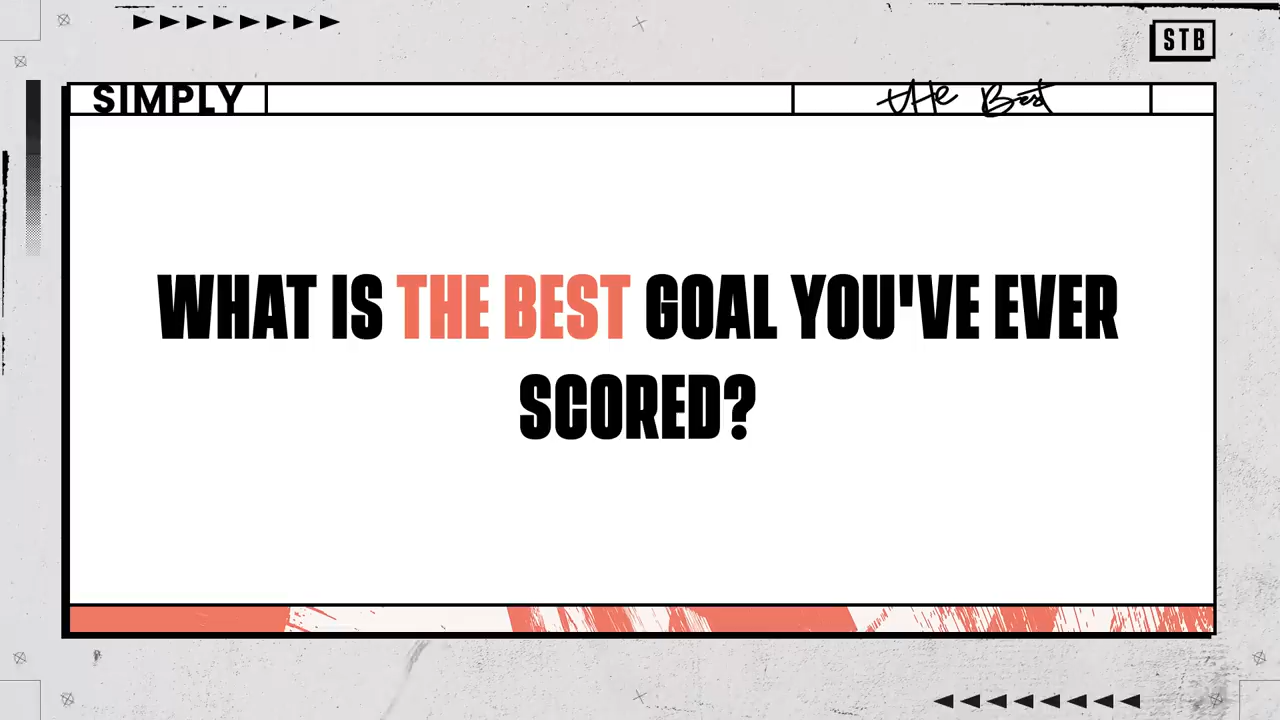 STB
SIMPLY
the Best
WHAT IS THE BEST GOAL YOU'VE EVER
SCORED?